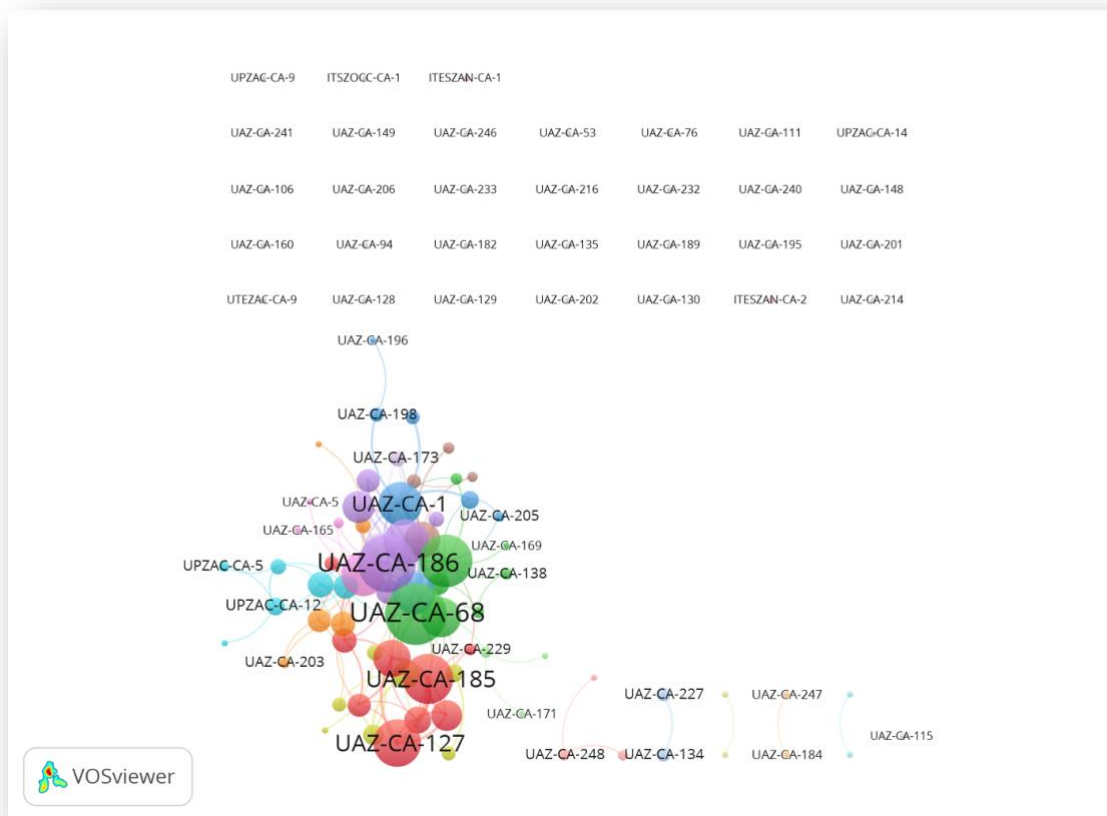 UPZAC-CA-9 ITSZOCC-CA-1 ITESZAN-CA-1
UAZ-CA-241 UAZ-CA-149 UAZ-CA-246 UAZ-CA-53 UAZ-CA-76 UAZ-CA-111 UPZAC-CA-14
UAZ-CA-106 UAZ-CA-206 UAZ-CA-233 UAZ-CA-216 UAZ-CA-232 UAZ-CA-240 UAZ-CA-148
UAZ-CA-160 UAZ-CA-94 UAZ-CA-182 UAZ-CA-135 UAZ-CA-189 UAZ-CA-195 UAZ-CA-201
UTEZAC-CA-9 UAZ-CA-128 UAZ-CA-129 UAZ-CA-202 UAZ-CA-130 ITESZAN-CA-2 UAZ-CA-214
UAZ-CA-196
UAZ-CA-198
UAZ-CA-173
UAZ-CA-5 UAZ-CA-1
UAZ-CA-205
UAZ-CA-165
UAZ-CA-169
UPZAC-CA-5 UAZ-CA-186
UAZ-CA-138
UPZAC-CA-12 UAZ-CA-68
UAZ-CA-229
UAZ-CA-203
UAZ-CA-185
UAZ-CA-227 UAZ-CA-247
UAZ-CA-171
UAZ-CA-115
UAZ-CA-127
UAZ-CA-248 UAZ-CA-134 UAZ-CA-184
VOSviewer